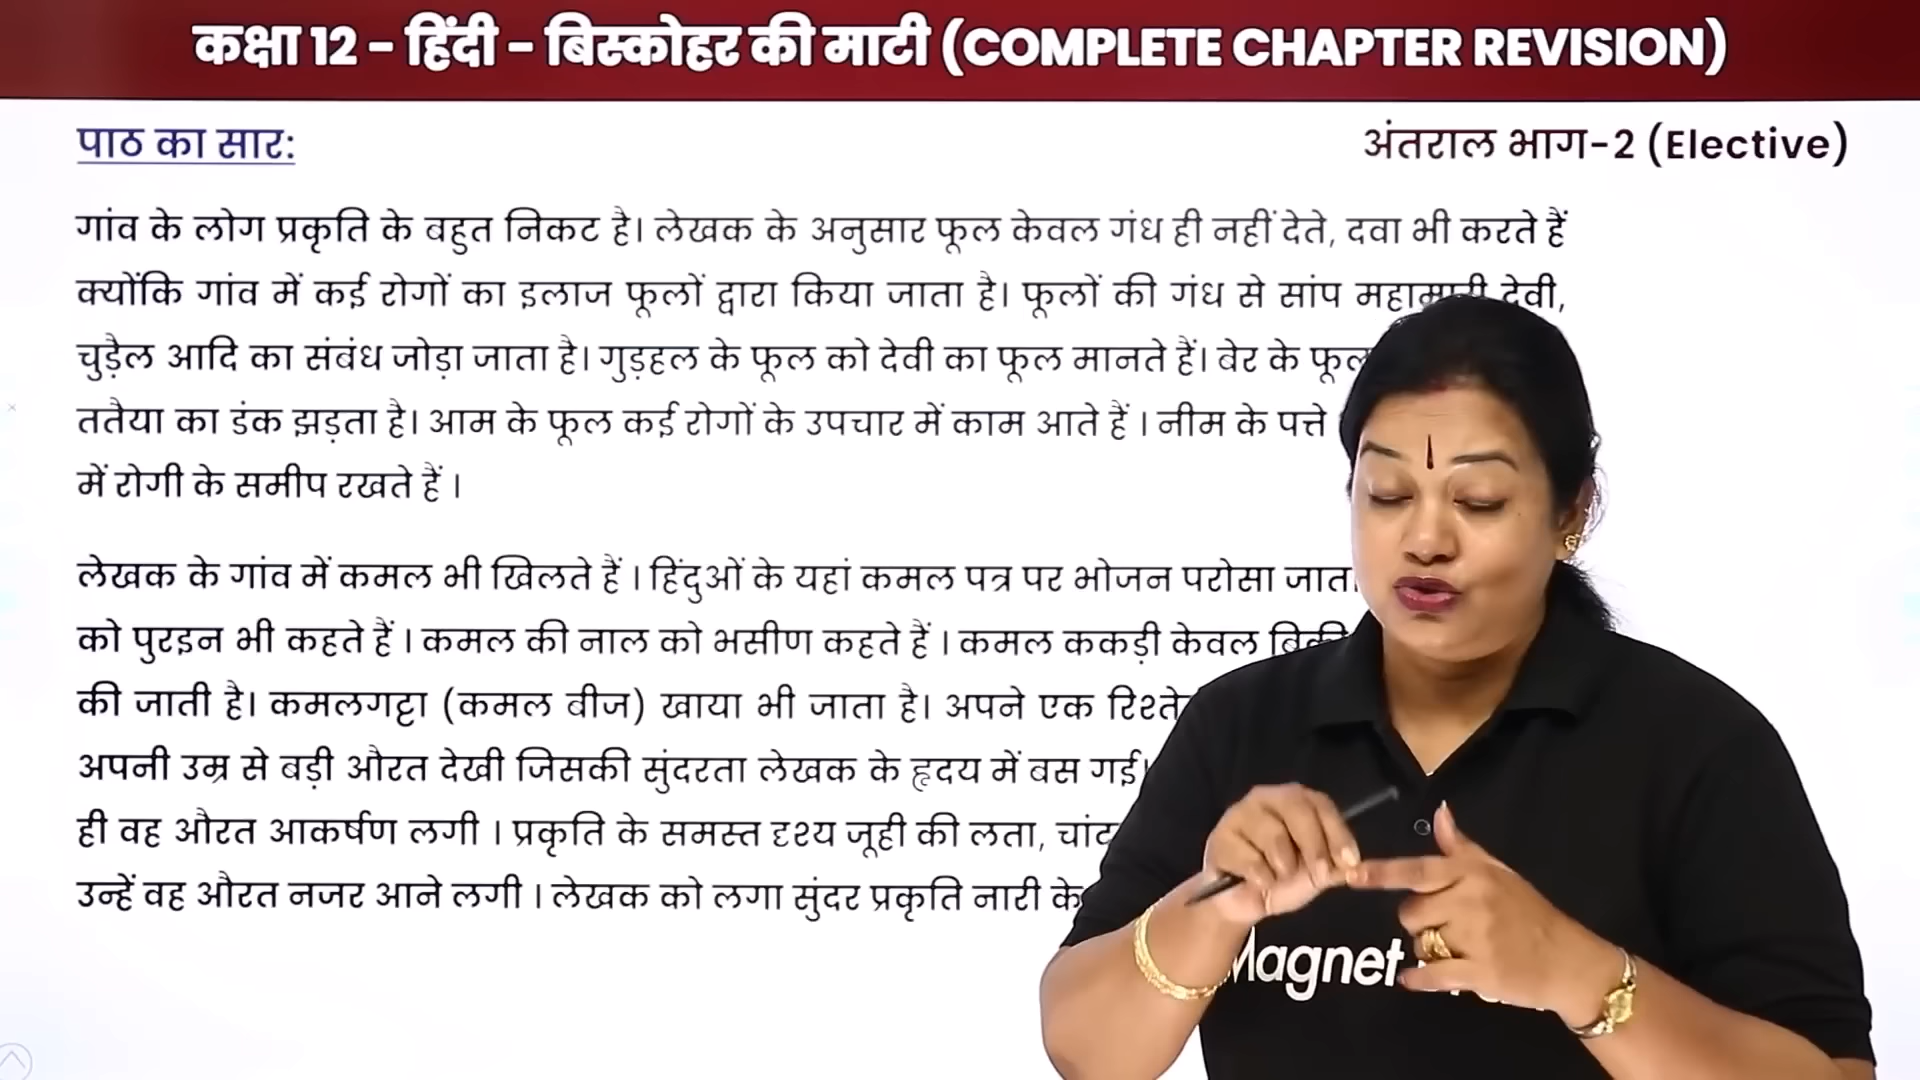 कक्षा 12 - हिंदी - बिस्कोहर की माटी (COMPLETE CHAPTER REVISION)
पाठ का सार:
अंतराल भाग-2 (Elective)
गांव के लोग प्रकृति के बहुत निकट है। लेखक के अनुसार फूल केवल गंध ही नहीं देते, दवा भी करते हैं
क्योंकि गांव में कई रोगों का इलाज फूलों द्वारा किया जाता है। फूलों की गंध से सांप महामारी देवी,
चुड़ैल आदि का संबंध जोड़ा जाता है। गुड़हल के फूल को देवी का फूल मानते हैं। बेर के फूल
ततैया का डंक झड़ता है। आम के फूल कई रोगों के उपचार में काम आते हैं । नीम के पत्ते
में रोगी के समीप रखते हैं ।
लेखक के गांव में कमल भी खिलते हैं । हिंदुओं के यहां कमल पत्र पर भोजन परोसा जाता
को पुरइन भी कहते हैं । कमल की नाल को भसीण कहते हैं । कमल ककड़ी केवल बिक्री
की जाती है। कमलगट्टा (कमल बीज) खाया भी जाता है। अपने एक
अपनी उम्र से बड़ी औरत देखी जिसकी सुंदरता लेखक के हृदय में बस गई।
ही वह औरत आकर्षण लगी । प्रकृति के समस्त दृश्य जूही की लता,
उन्हें वह औरत नजर आने लगी । लेखक को लगा सुंदर प्रकृति नारी के
Magnet